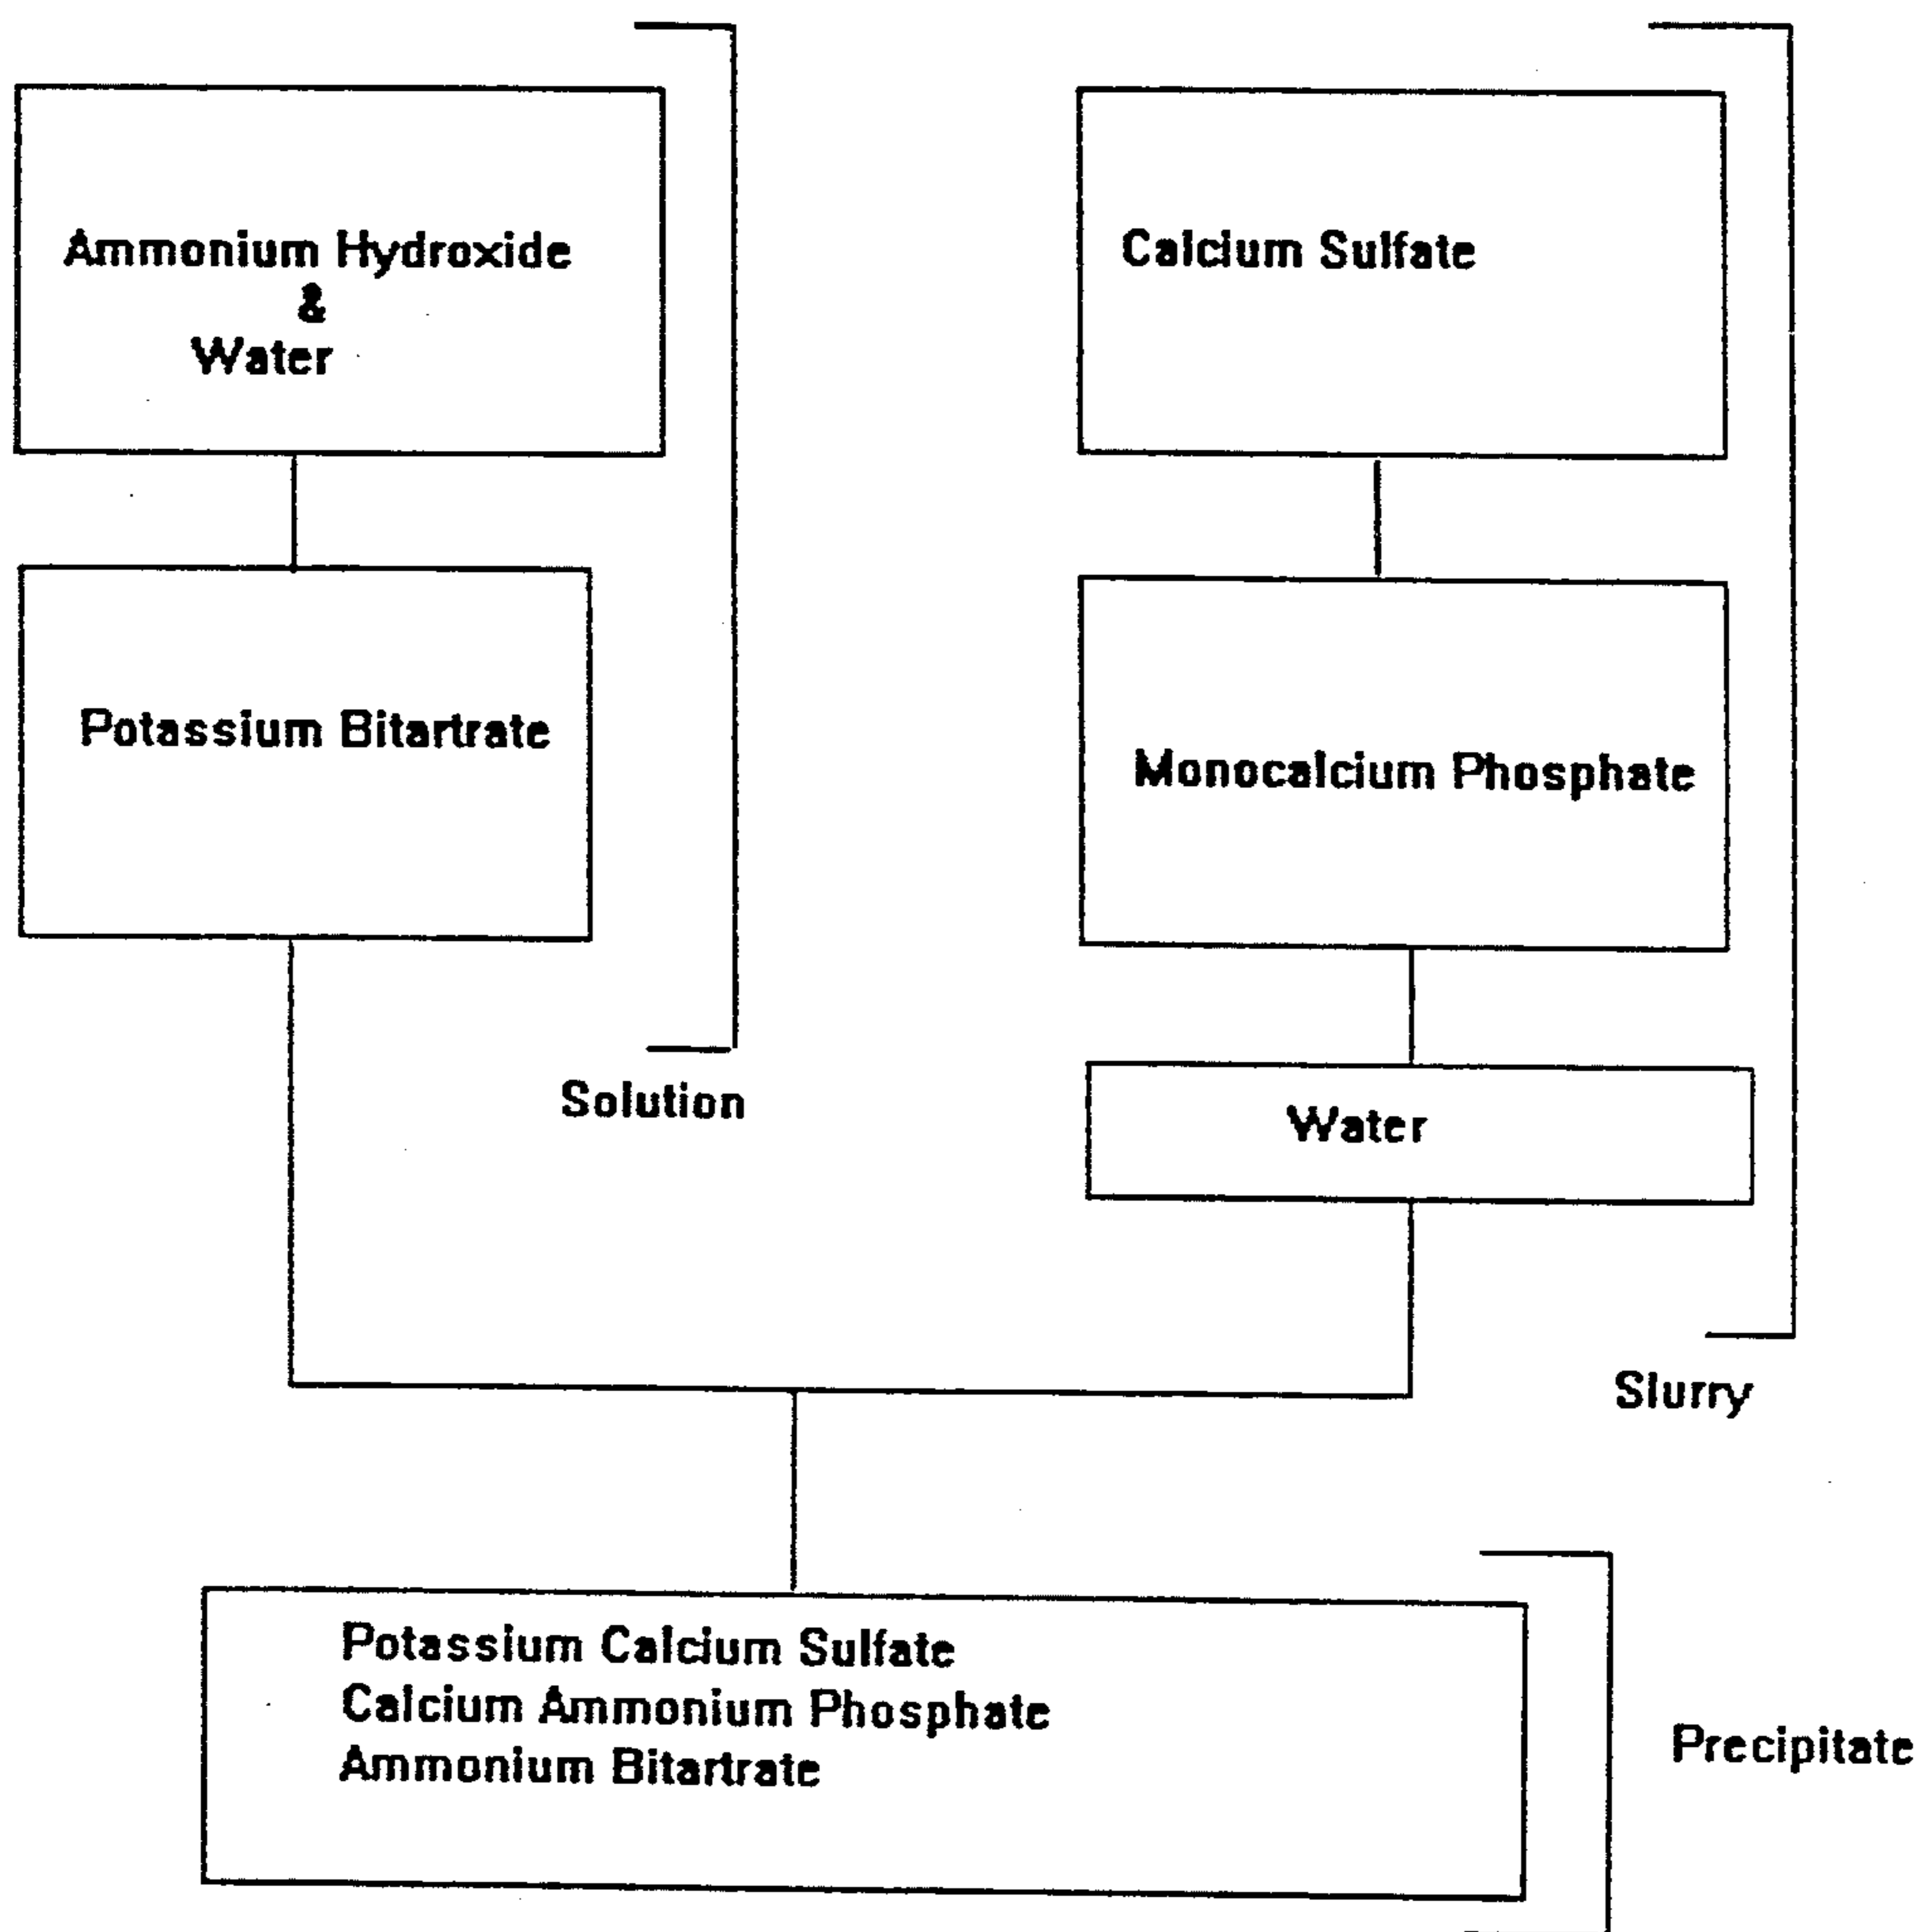 Ammonium Hydroxide
&
Water
Potassium Bitartrate
Solution
Calcium Sulfate
Monocalcium Phosphate
Water
Slurry
Potassium Calcium Sulfate
Calcium Ammonium Phosphate
Ammonium Bitartrate
Precipitate